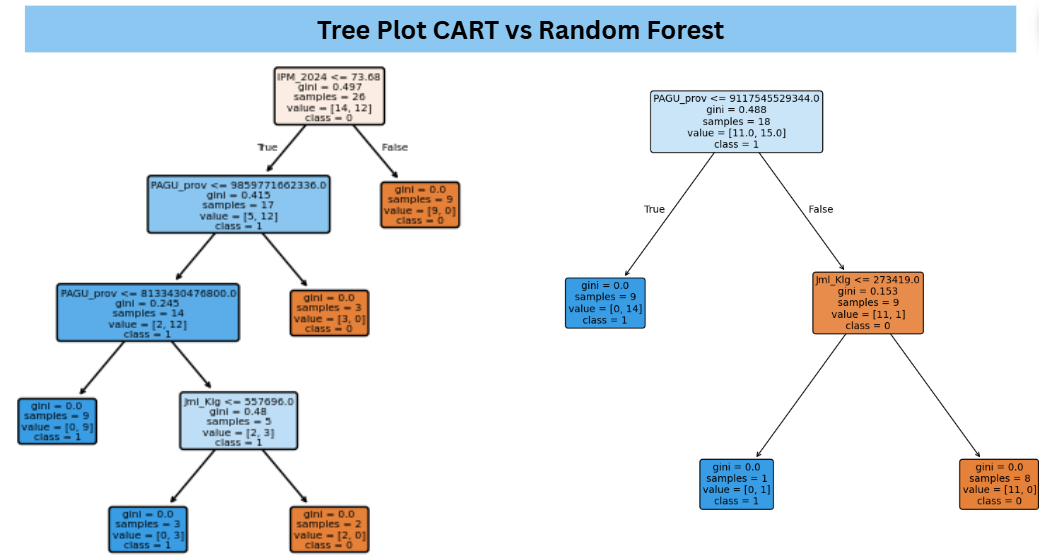 Tree Plot CART vs Random Forest
IPM_2024 <= 73.68
gini = 0.497
samples = 26
value = [14, 12]
class = 0
True
False
PAGU_prov <= 9859771662336.0
gini = 0.415
samples = 17
value = [5, 12]
class = 1
gini = 0.0
samples = 9
value = [9, 0]
class = 0
PAGU_prov <= 8133430476800.0
gini = 0.245
samples = 14
value = [2, 12]
class = 1
gini = 0.0
samples = 3
value = [3, 0]
class = 0
gini = 0.0
samples = 9
value = [0, 9]
class = 1
Jml_Klg <= 557696.0
gini = 0.48
samples = 5
value = [2, 3]
class = 1
gini = 0.0
samples = 3
value = [0, 3]
class = 1
gini = 0.0
samples = 2
value = [2, 0]
class = 0
PAGU_prov <= 9117545529344.0
gini = 0.488
samples = 18
value = [11.0, 15.0]
class = 1
True
False
gini = 0.0
samples = 9
value = [0, 14]
class = 1
Jml_Klg <= 273419.0
gini = 0.153
samples = 9
value = [11, 1]
class = 0
gini = 0.0
samples = 1
value = [0, 1]
class = 1
gini = 0.0
samples = 8
value = [11, 0]
class = 0